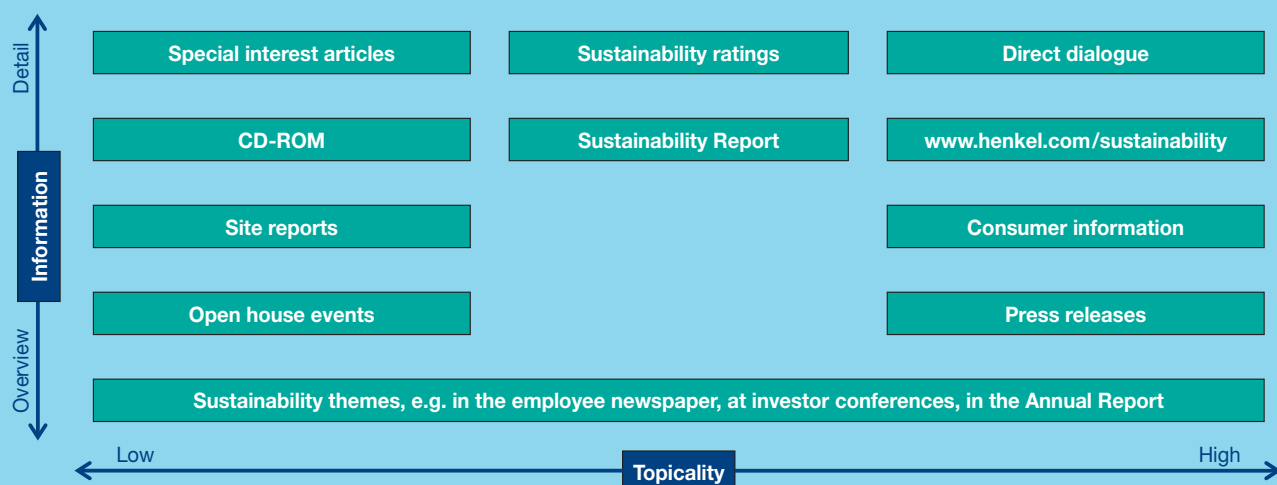 Detail
Special interest articles
Sustainability ratings
Direct dialogue
CD-ROM
Sustainability Report
www.henkel.com/sustainability
Information
Site reports
Consumer information
Open house events
Press releases
Overview
Sustainability themes, e.g. in the employee newspaper, at investor conferences, in the Annual Report
Low
High
Topicality